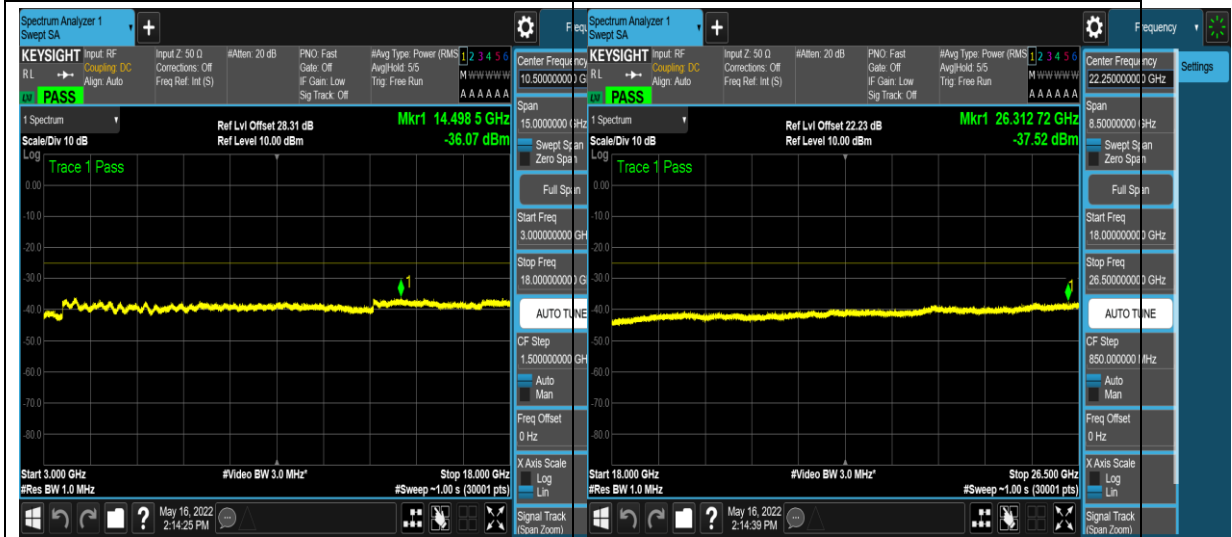 Spectrum Analyzer 1
Swept SA
+
KEYSIGHT
RL
LXI
PASS
Input: RF
Coupling: DC
Align: Auto
Input Z: 50 Ω
Corrections: Off
Freq Ref: Int (S)
#Atten: 20 dB
PNO: Fast
Gate: Off
IF Gain: Low
Sig Track: Off
#Avg Type: Power (RMS
Avg|Hold: 5/5
Trig: Free Run
1 2 3 4 5 6
M W W W W W
A A A A A A
1 Spectrum
Scale/Div 10 dB
Log
Ref Lvl Offset 28.31 dB
Ref Level 10.00 dBm
Mkr1 14.498 5 GHz
-36.07 dBm
Trace 1 Pass
0.00
-10.0
-20.0
-30.0
-40.0
-50.0
-60.0
-70.0
-80.0
1
Start 3.000 GHz
#Res BW 1.0 MHz
#Video BW 3.0 MHz*
Stop 18.000 GHz
#Sweep ~1.00 s (30001 pts)
?
May 16, 2022
2:14:25 PM
Frequ
Center Frequency
10.500000000 G
Span
15.0000000 GHz
Swept Span
Zero Span
Full Span
Start Freq
3.000000000 GH
Stop Freq
18.000000000 G
AUTO TUNE
CF Step
1.500000000 GH
Auto
Man
Freq Offset
0 Hz
X Axis Scale
Log
Lin
Signal Track
(Span Zoom)
Spectrum Analyzer 1
Swept SA
+
KEYSIGHT
RL
LXI
PASS
Input: RF
Coupling: DC
Align: Auto
Input Z: 50 Ω
Corrections: Off
Freq Ref: Int (S)
#Atten: 20 dB
PNO: Fast
Gate: Off
IF Gain: Low
Sig Track: Off
#Avg Type: Power (RMS
Avg|Hold: 5/5
Trig: Free Run
1 2 3 4 5 6
M W W W W W
A A A A A A
1 Spectrum
Scale/Div 10 dB
Log
Ref Lvl Offset 22.23 dB
Ref Level 10.00 dBm
Mkr1 26.312 72 GHz
-37.52 dBm
Trace 1 Pass
0.00
-10.0
-20.0
-30.0
-40.0
-50.0
-60.0
-70.0
-80.0
1
Start 18.000 GHz
#Res BW 1.0 MHz
#Video BW 3.0 MHz*
Stop 26.500 GHz
#Sweep ~1.00 s (30001 pts)
?
May 16, 2022
2:14:39 PM
Frequency
Settings
Center Frequency
22.250000000 GHz
Span
8.50000000 GHz
Swept Span
Zero Span
Full Span
Start Freq
18.000000000 GHz
Stop Freq
26.500000000 GHz
AUTO TUNE
CF Step
850.000000 MHz
Auto
Man
Freq Offset
0 Hz
X Axis Scale
Log
Lin
Signal Track
(Span Zoom)